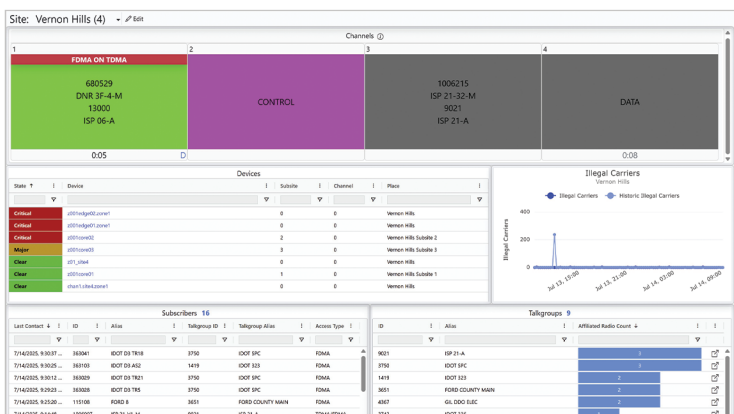 Site: Vernon Hills (4) Edit
Channels
1 2 3 4
FDMA ON TDMA
680529
DNR 3F-4-M
13000
ISP 06-A
CONTROL
1006215
ISP 21-32-M
9021
ISP 21-A
DATA
0:05 D 0:08
Devices
State Device Subsite Channel Place
Critical z001edge02.zone1 0 0 Vernon Hills
Critical z001edge01.zone1 0 0 Vernon Hills
Critical z001core02 2 0 Vernon Hills Subsite 2
Major z001core03 3 0 Vernon Hills Subsite 3
Clear z01_site4 0 0 Vernon Hills
Clear z001core01 1 0 Vernon Hills Subsite 1
Clear chan1.site4.zone1 0 0 Vernon Hills
Illegal Carriers
Vernon Hills
Illegal Carriers Historic Illegal Carriers
Illegal Carriers
400
200
0
Jul 13, 15:00 Jul 13, 21:00 Jul 14, 03:00 Jul 14, 09:00
Subscribers 16
Last Contact ID Alias Talkgroup ID Talkgroup Alias Access Type
7/14/2025, 9:30:37 ... 363041 IDOT D3 TR18 3750 IDOT SPC FDMA
7/14/2025, 9:30:25 ... 363103 IDOT D3 A52 1419 IDOT 323 FDMA
7/14/2025, 9:30:12 ... 363029 IDOT D3 TR21 3750 IDOT SPC FDMA
7/14/2025, 9:29:23 ... 363028 IDOT D3 TR5 3750 IDOT SPC FDMA
7/14/2025, 9:25:20 ... 115108 FORD 8 3651 FORD COUNTY MAIN FDMA
Talkgroups 9
ID Alias Affiliated Radio Count
9021 ISP 21-A 3
3750 IDOT SPC 3
1419 IDOT 323 2
3651 FORD COUNTY MAIN 2
4367 GIL DDO ELEC 2